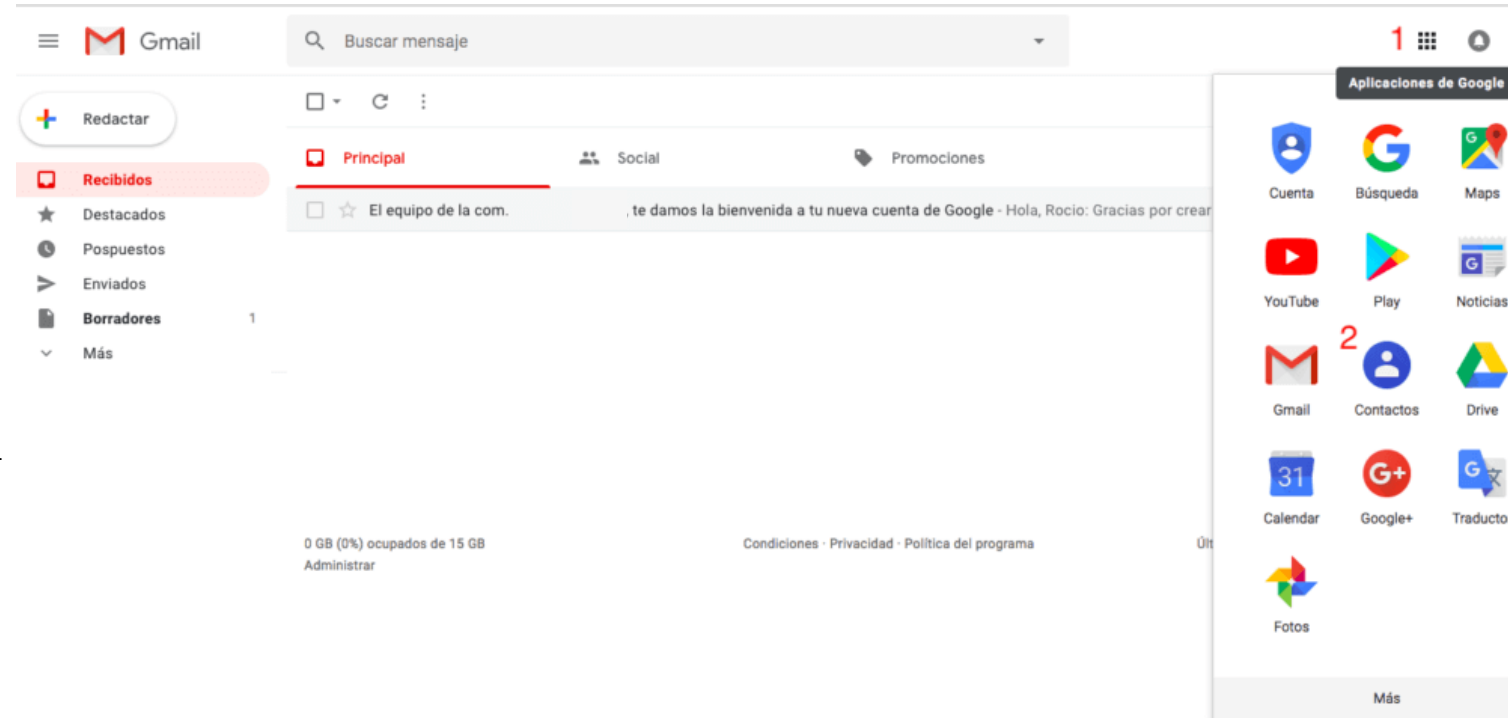 Gmail
Buscar mensaje
1
Aplicaciones de Google
Redactar
Principal
Social
Promociones
Recibidos
Destacados
Pospuestos
Enviados
Borradores 1
Más
El equipo de la com. , te damos la bienvenida a tu nueva cuenta de Google - Hola, Rocio: Gracias por crear
G
G
Cuenta Búsqueda Maps
G
YouTube Play Noticias
2
Gmail Contactos Drive
31 G+ G 文
Calendar Google+ Traducto
Fotos
Más
0 GB (0%) ocupados de 15 GB
Administrar
Condiciones · Privacidad · Política del programa
Últ